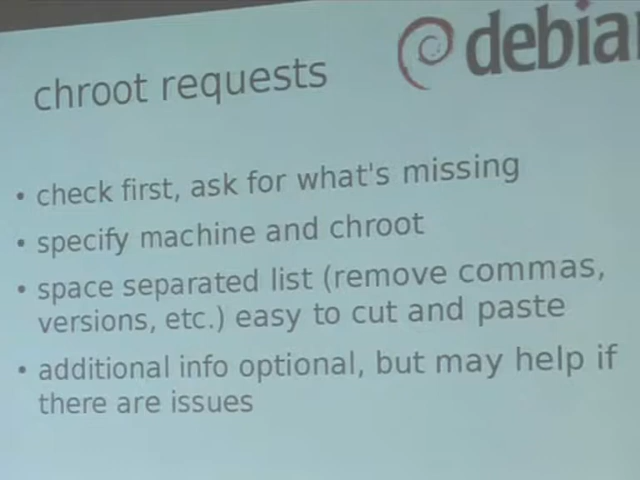 debian
chroot requests
• check first, ask for what's missing
• specify machine and chroot
• space separated list (remove commas,
versions, etc.) easy to cut and paste
• additional info optional, but may help if
there are issues